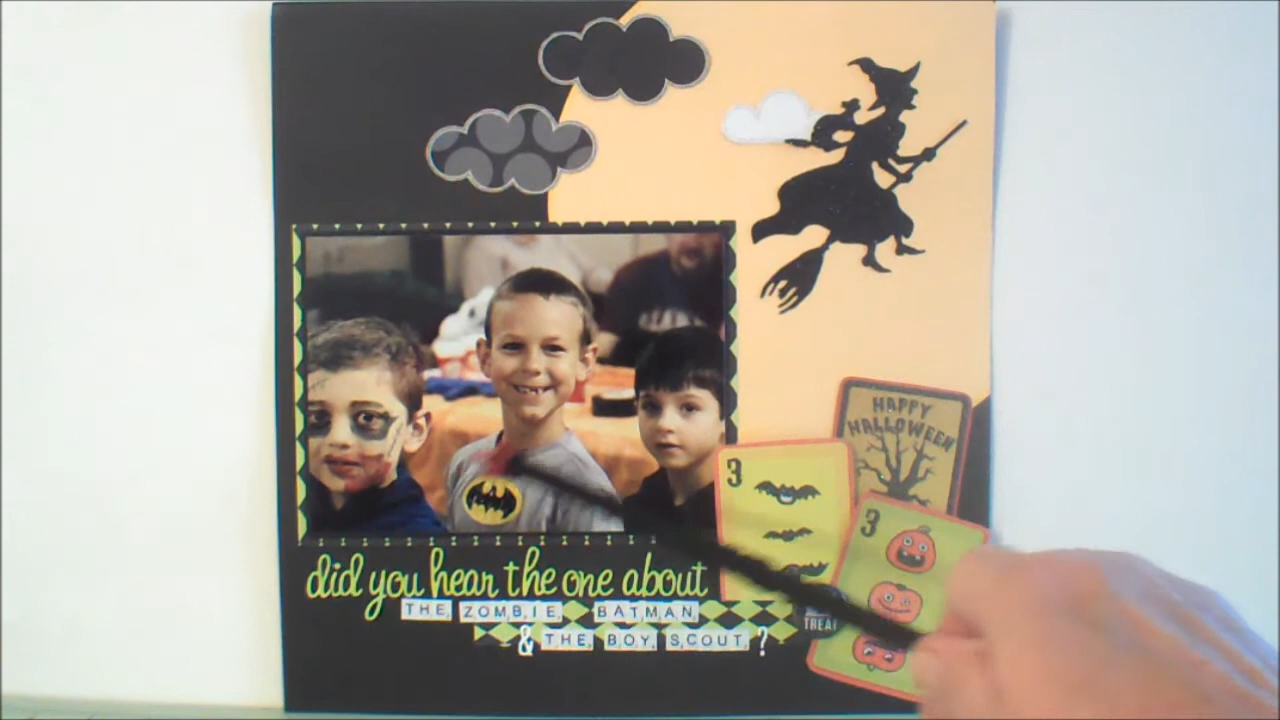 HAPPY
HALLOWEEN
3
3
did you hear the one about
THE ZOMBIE BATMAN
& THE BOY SCOUT ?
TREAT